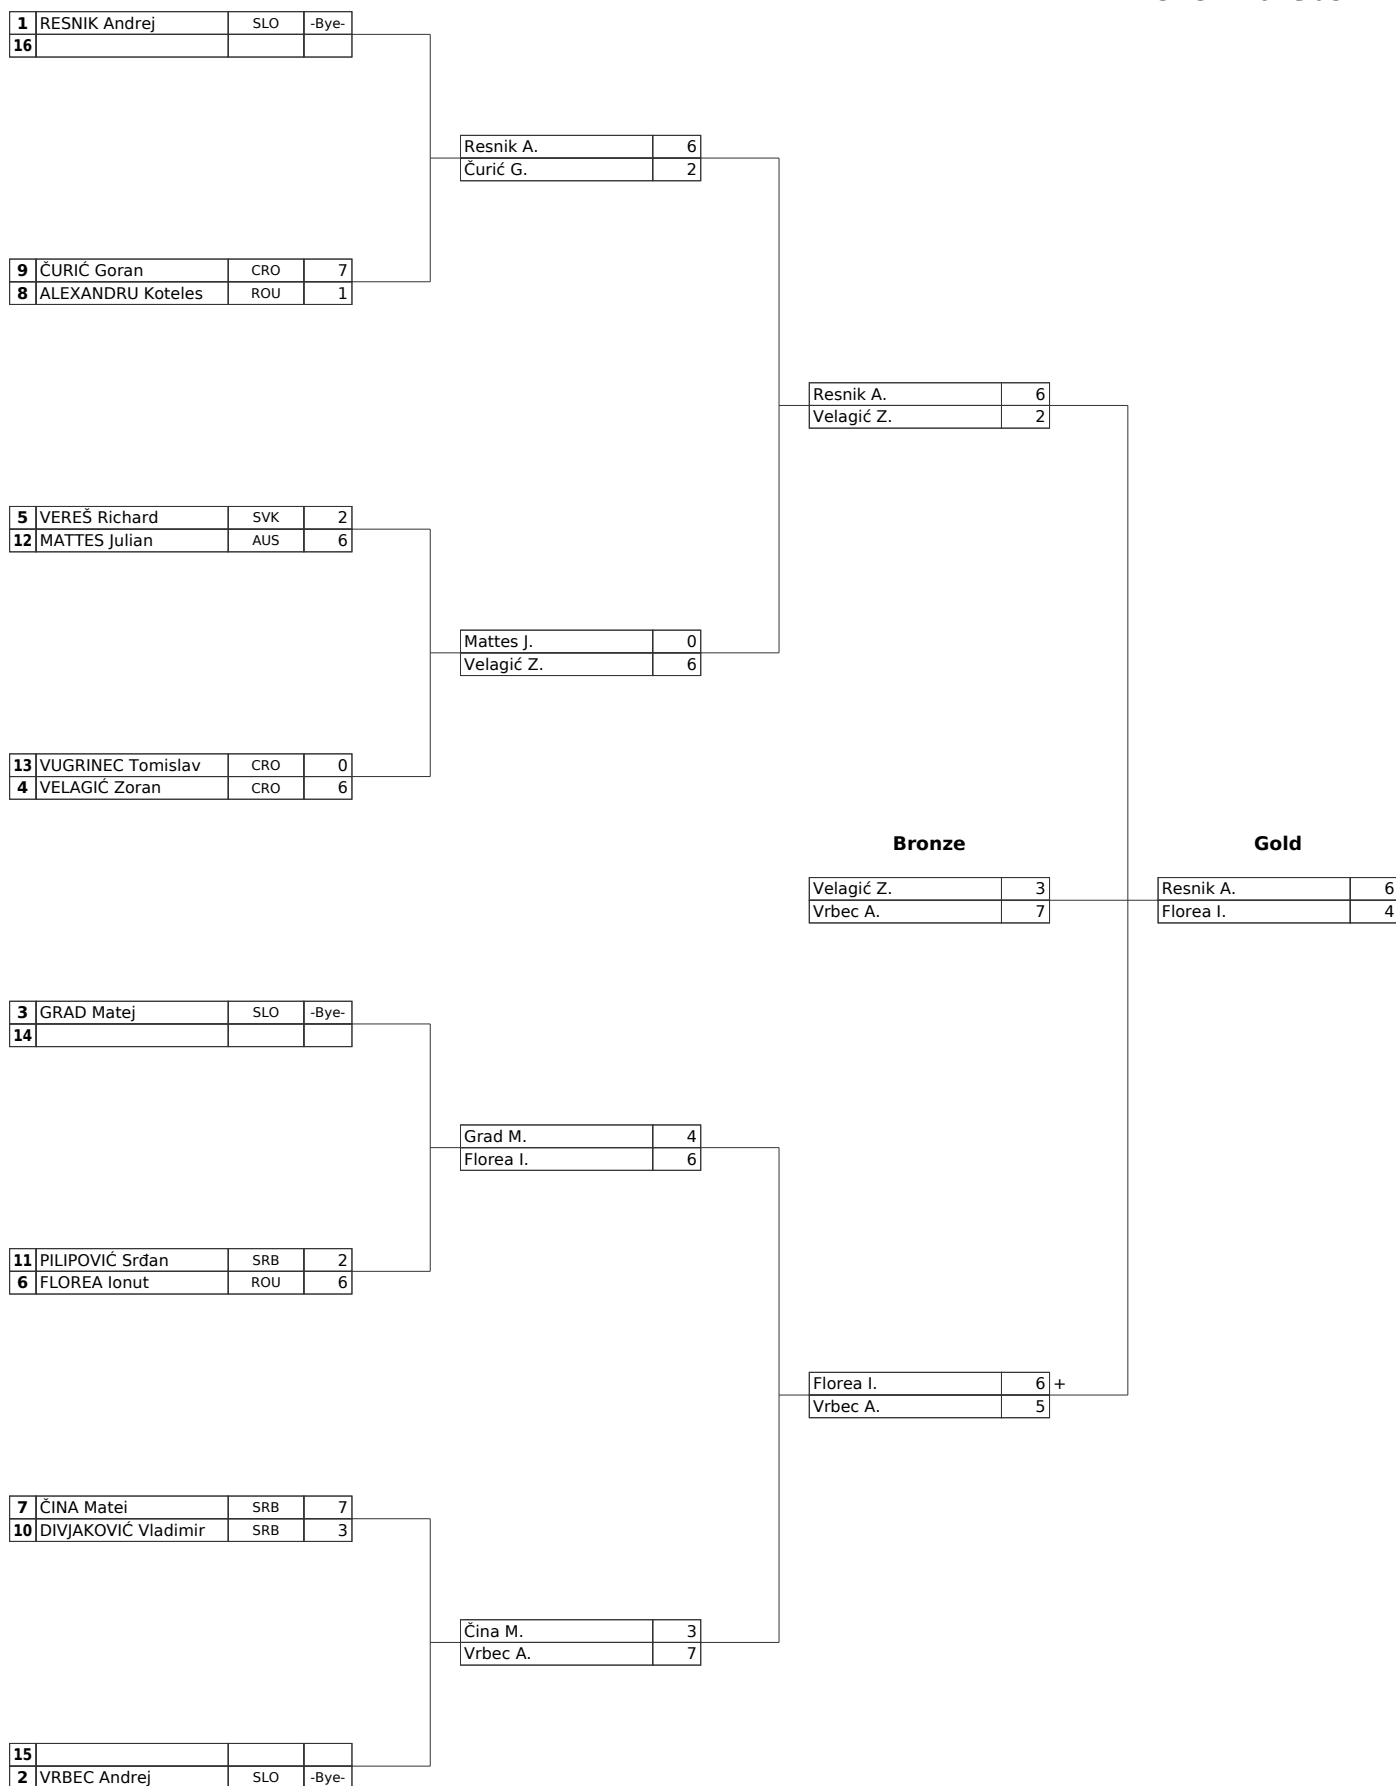 1 RESNIK Andrej SLO -Bye-
16
Resnik A. 6
Čurić G. 2
9 ČURIĆ Goran CRO 7
8 ALEXANDRU Koteles ROU 1
Resnik A. 6
Velagić Z. 2
5 VEREŠ Richard SVK 2
12 MATTES Julian AUS 6
Mattes J. 0
Velagić Z. 6
13 VUGRINEC Tomislav CRO 0
4 VELAGIĆ Zoran CRO 6
Bronze Gold
Velagić Z. 3 Resnik A. 6
Vrbec A. 7 Florea I. 4
3 GRAD Matej SLO -Bye-
14
Grad M. 4
Florea I. 6
11 PILIPOVIĆ Srđan SRB 2
6 FLOREA Ionut ROU 6
Florea I. 6 +
Vrbec A. 5
7 ČINA Matei SRB 7
10 DIVJAKOVIĆ Vladimir SRB 3
Čina M. 3
Vrbec A. 7
15
2 VRBEC Andrej SLO -Bye-